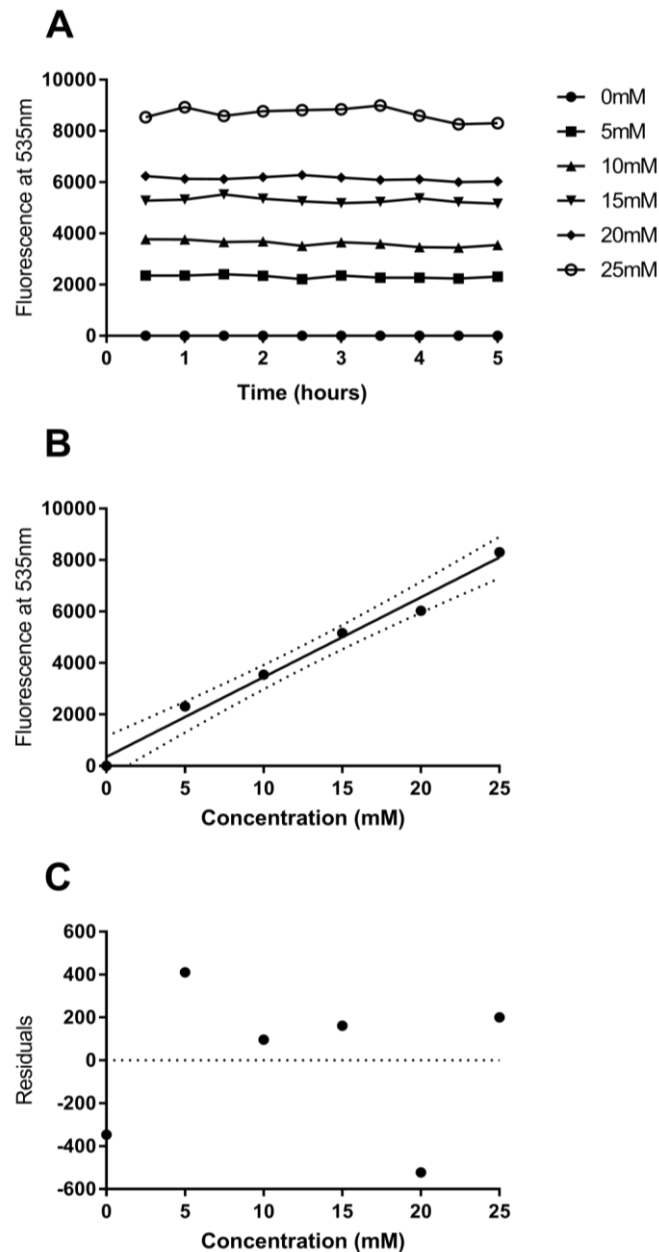 A
10000
8000
6000
4000
2000
0
Fluorescence at 535nm
0 1 2 3 4 5
Time (hours)
0mM
5mM
10mM
15mM
20mM
25mM
B
10000
8000
6000
4000
2000
0
Fluorescence at 535nm
0 5 10 15 20 25
Concentration (mM)
C
600
400
200
0
-200
-400
-600
Residuals
0 5 10 15 20 25
Concentration (mM)